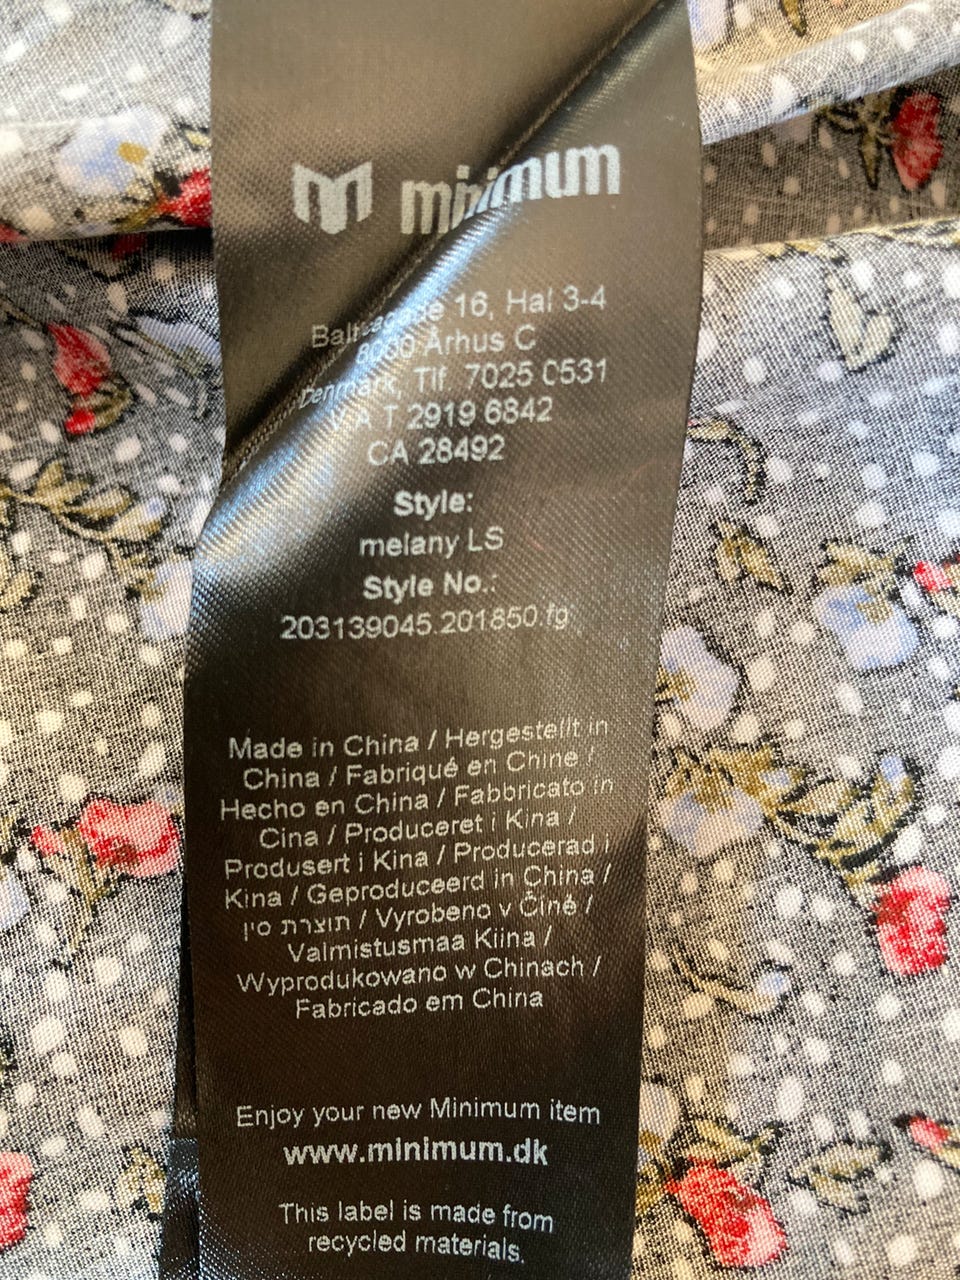 minimum
16, Hal 3-4
8000 Århus C
Denmark, Tlf. 7025 0531
V A T 2919 6842
CA 28492
Style:
melany LS
Style No.:
203139045.201850.fg
Made in China / Hergestellt in
China / Fabriqué en Chine /
Hecho en China / Fabbricato in
Cina / Produceret i Kina /
Produsert i Kina / Producerad i
Kina / Geproduceerd in China /
תוצרת סין / Vyrobeno v Číně /
Valmistusmaa Kiina /
Wyprodukowano w Chinach /
Fabricado em China
Enjoy your new Minimum item
www.minimum.dk
This label is made from
recycled materials.